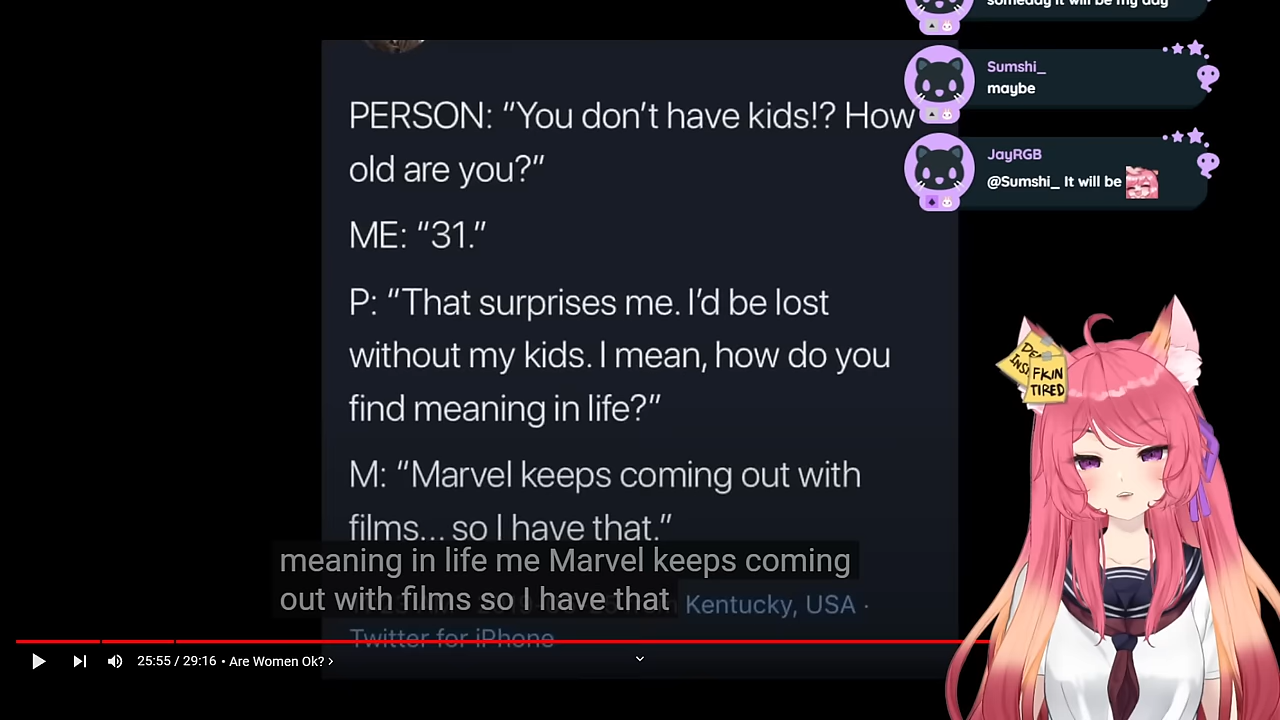 someday it will be my day
Sumshi_
maybe
JayRGB
@Sumshi_ It will be
PERSON: “You don’t have kids!? How
old are you?”
ME: “31.”
P: “That surprises me. I’d be lost
without my kids. I mean, how do you
find meaning in life?”
M: “Marvel keeps coming out with
films... so I have that.”
meaning in life me Marvel keeps coming
out with films so I have that
Kentucky, USA ·
Twitter for iPhone
FKIN
TIRED
25:55 / 29:16 • Are Women Ok? ›